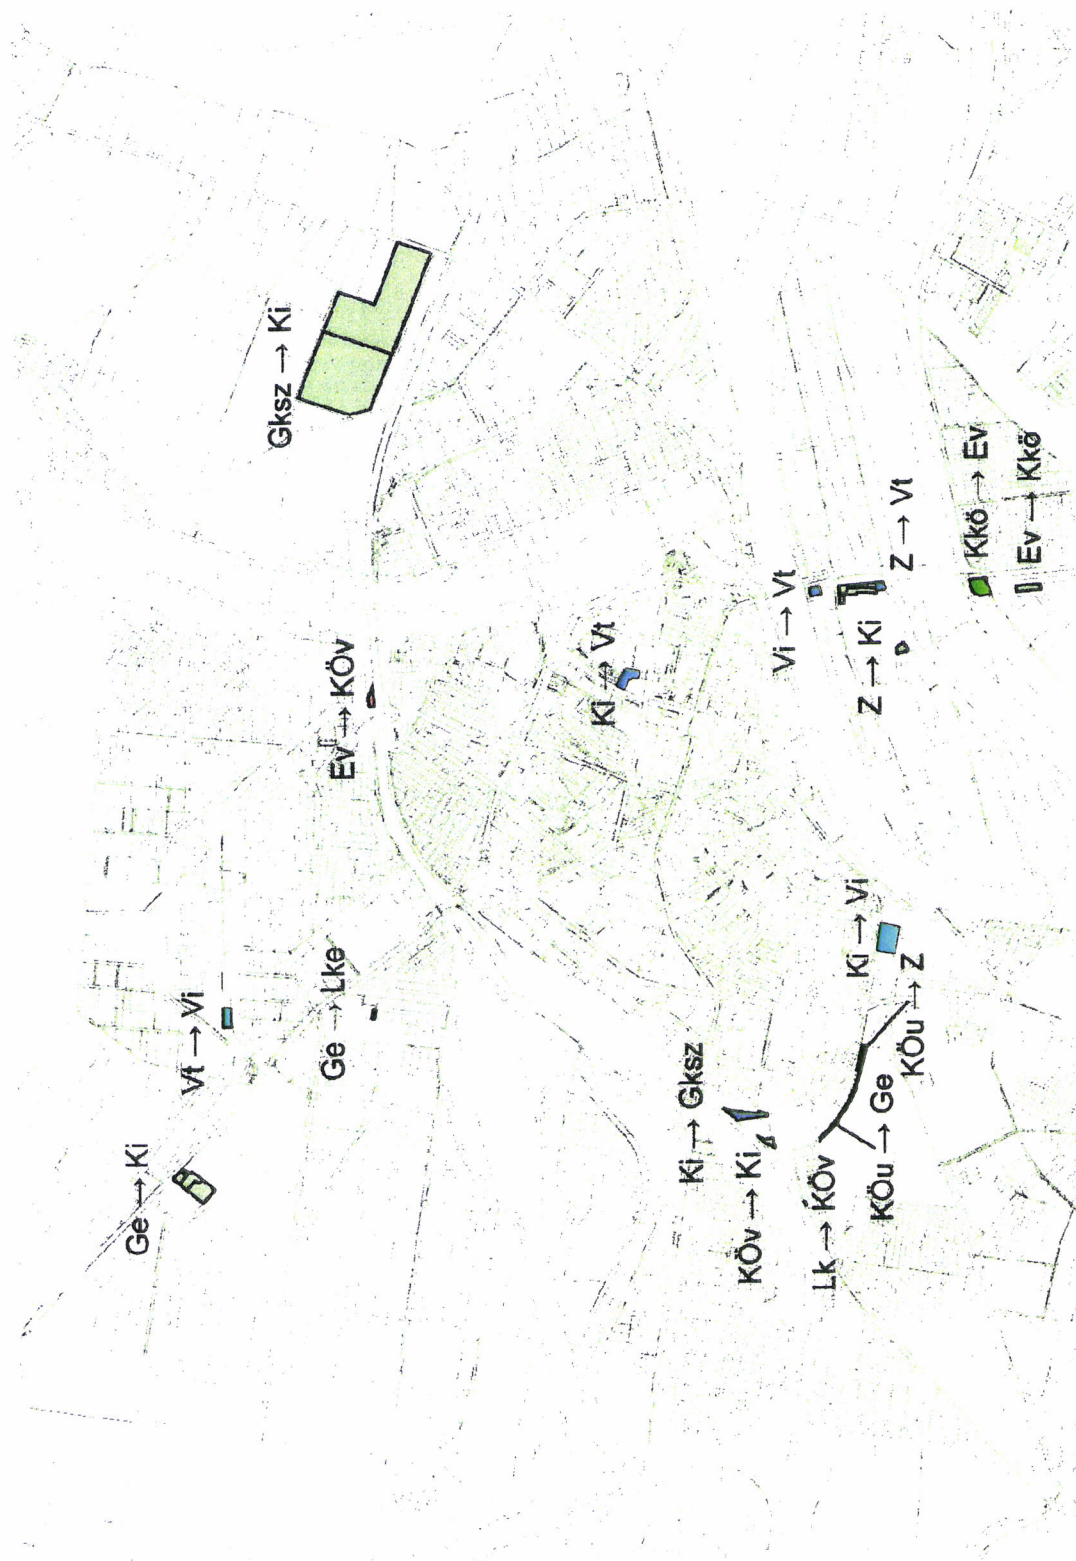 Ge → Ki
Vt → Vi
Gksz → Ki
Ge → Lke
Ev → KÖv
Ki → Vt
Ki → Gksz
KÖv → Ki
Vi → Vt
Lk → KÖv
Ki → Vi
Z → Ki
KÖu → Ge
Z → Vt
KÖu → Z
Kkö → Ev
Ev → Kkö